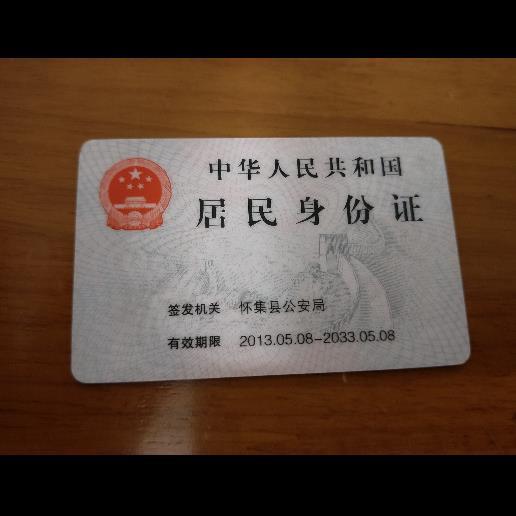 中华人民共和国
居民身份证
签发机关 怀集县公安局
有效期限 2013.05.08-2033.05.08